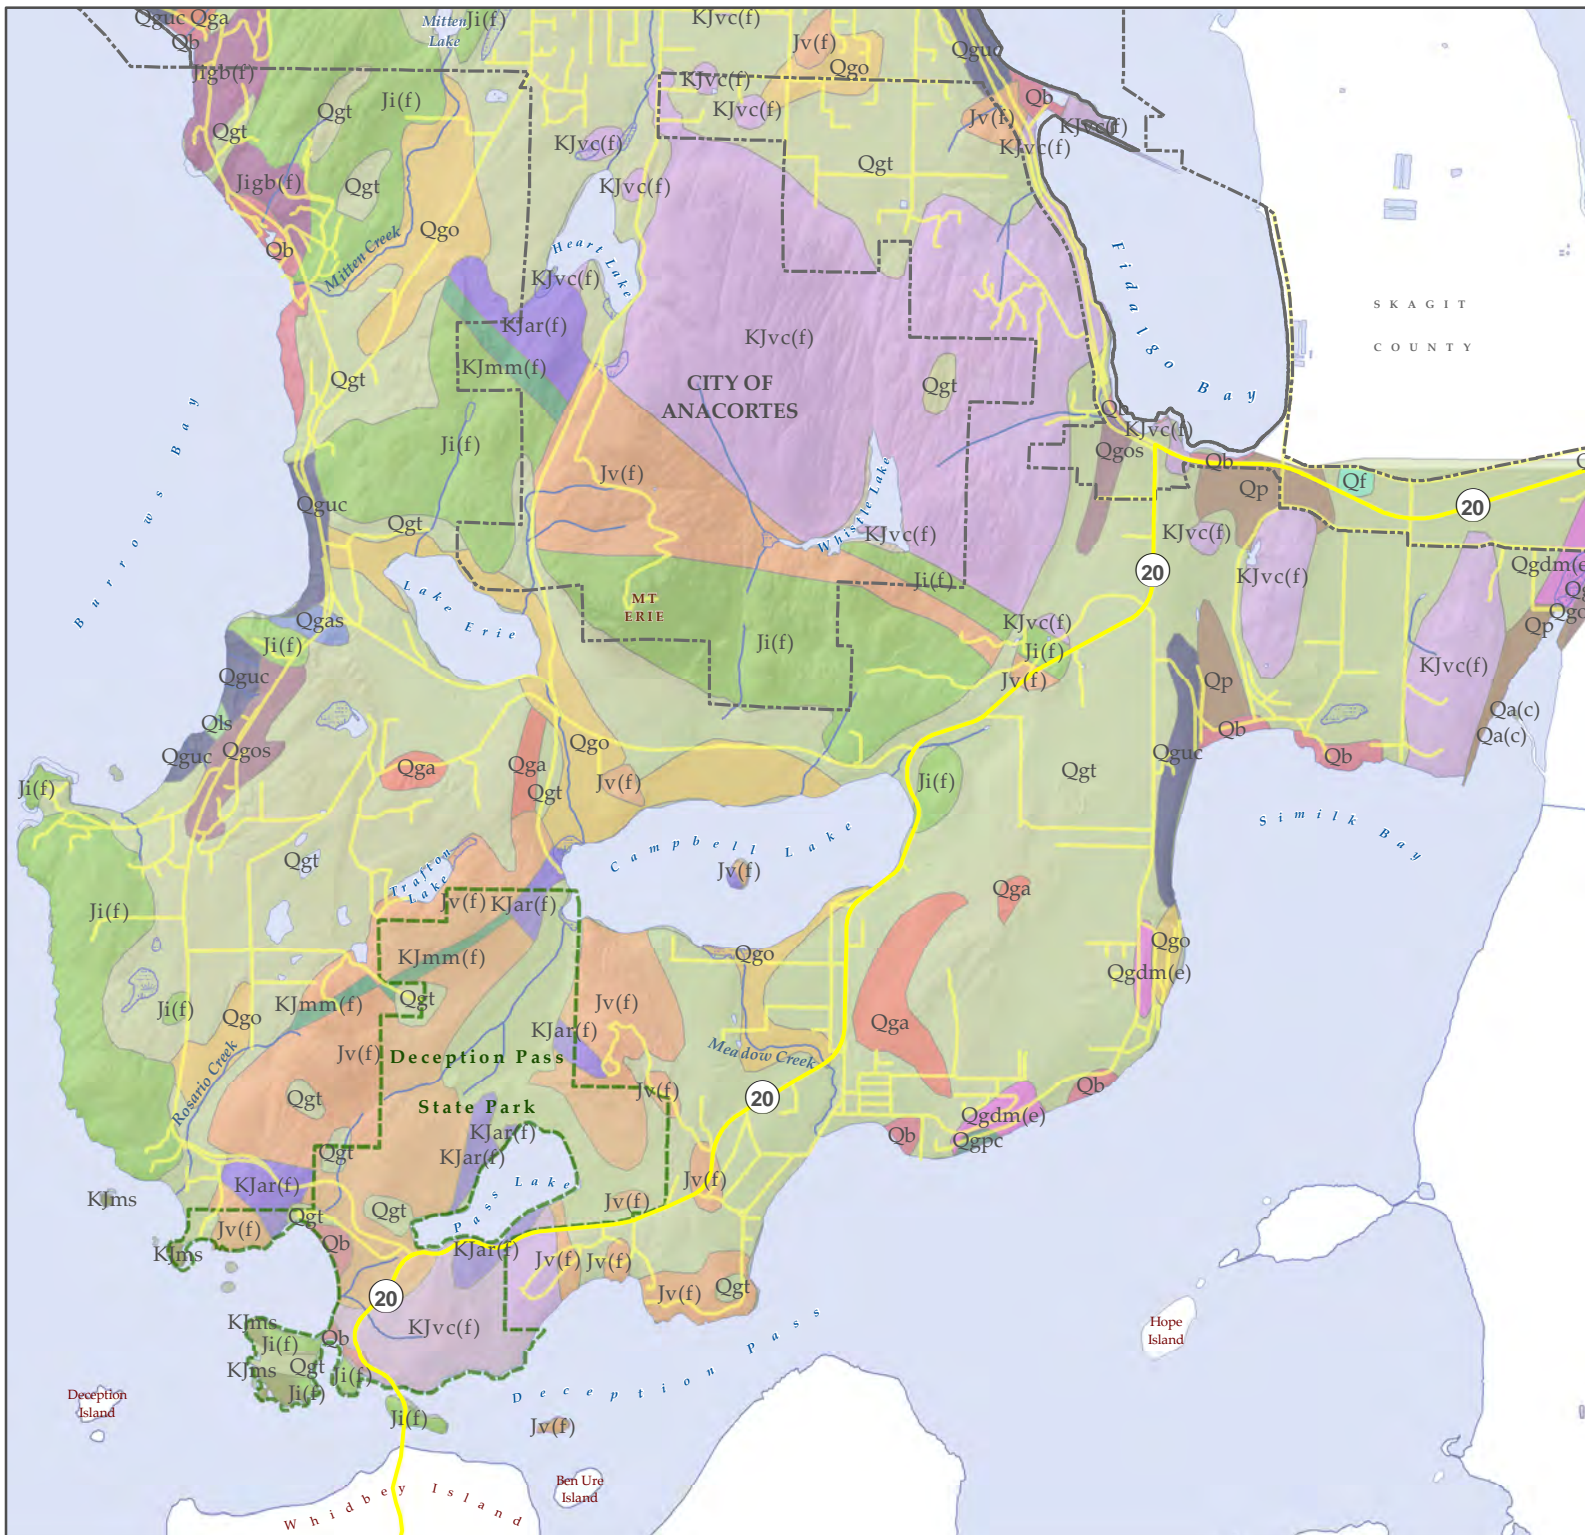 Qguc Qga
Mitten
Lake
Ji(f)
KJvc(f)
Qb
Jv(f)
Qguc
Jigb(f)
Qgo
KJvc(f)
Ji(f)
Qgt
KJvc(f)
Qb
Jv(f)
KJvc(f)
Qgt
KJvc(f)
KJvc(f)
Qgt
Jigb(f)
Qgt
KJvc(f)
Qgo
Qb
Mitten Creek
Heart Lake
KJvc(f)
Fidalgo Bay
SKAGIT
COUNTY
KJar(f)
KJvc(f)
KJmm(f)
Qgt
CITY OF
ANACORTES
Qgt
Burrows Bay
Qb
KJvc(f)
Ji(f)
Qgos
Qb
Jv(f)
Qp
Qf
20
Qguc
Qgt
Whistle Lake
KJvc(f)
KJvc(f)
20
Ji(f)
KJvc(f)
Qgdm(e
Lake Erie
MT
ERIE
Qgas
KJvc(f)
Qp
Qgo
Ji(f)
Ji(f)
Ji(f)
Qguc
KJvc(f)
Jv(f)
Qp
Qls
Qa(c)
Qgos
Qb
Qa(c)
Qguc
Qgo
Qguc
Qb
Qga
Qga
Qgt
Ji(f)
Jv(f)
Qgt
Ji(f)
Similk Bay
Campbell Lake
Qgt
Trafton
Lake
Jv(f)
Qga
Jv(f)
KJar(f)
Ji(f)
Qgo
Qgo
KJmm(f)
Qgdm(e)
Qgt
KJmm(f)
Jv(f)
Ji(f)
Qgo
KJar(f)
Qga
Rosario Creek
Jv(f)
Deception Pass
Meadow Creek
Qgt
Jv(f)
20
Qb
State Park
Qgdm(e)
KJar(f)
Qb
Qgpc
Qgt
KJar(f)
KJar(f)
Jv(f)
KJms
Pass Lake
Jv(f)
Qgt
Qgt
Jv(f)
Qb
KJms
KJar(f)
Jv(f)
Jv(f)
20
Jv(f)
Qgt
KJms
KJvc(f)
Hope
Island
Qb
Ji(f)
KJms
Qgt
Ji(f)
Ji(f)
Deception
Island
Deception Pass
Ji(f)
Jv(f)
Ben Ure
Island
Whidbey Island